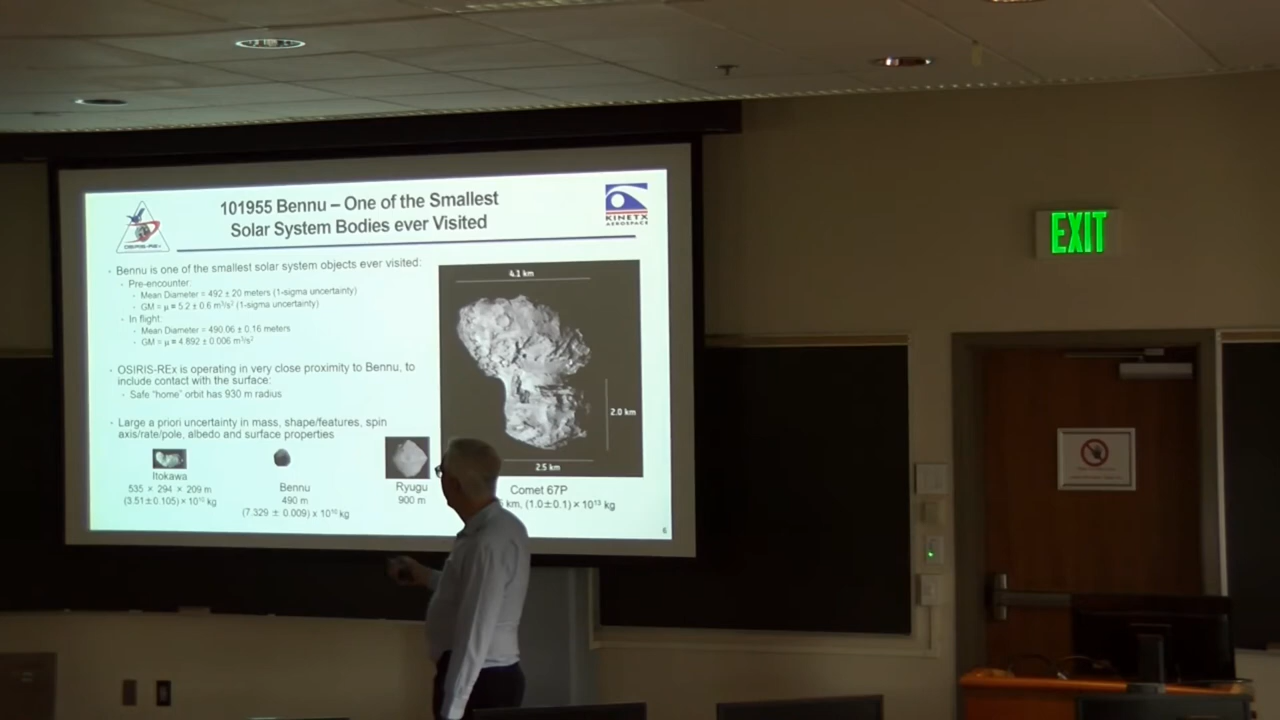 101955 Bennu – One of the Smallest
Solar System Bodies ever Visited
OSIRIS-REx
KINETX
AEROSPACE
• Bennu is one of the smallest solar system objects ever visited:
• Pre-encounter:
• Mean Diameter = 492 ± 20 meters (1-sigma uncertainty)
• GM = μ = 5.2 ± 0.6 m³/s² (1-sigma uncertainty)
• In flight:
• Mean Diameter = 490.06 ± 0.16 meters
• GM = μ = 4.892 ± 0.006 m³/s²
• OSIRIS-REx is operating in very close proximity to Bennu, to
include contact with the surface:
• Safe "home" orbit has 930 m radius
• Large a priori uncertainty in mass, shape/features, spin
axis/rate/pole, albedo and surface properties
Itokawa
535 × 294 × 209 m
(3.51±0.105) × 10¹⁰ kg
Bennu
490 m
(7.329 ± 0.009) x 10¹⁰ kg
Ryugu
900 m
4.1 km
2.0 km
2.5 km
Comet 67P
km, (1.0±0.1) × 10¹³ kg
6
EXIT